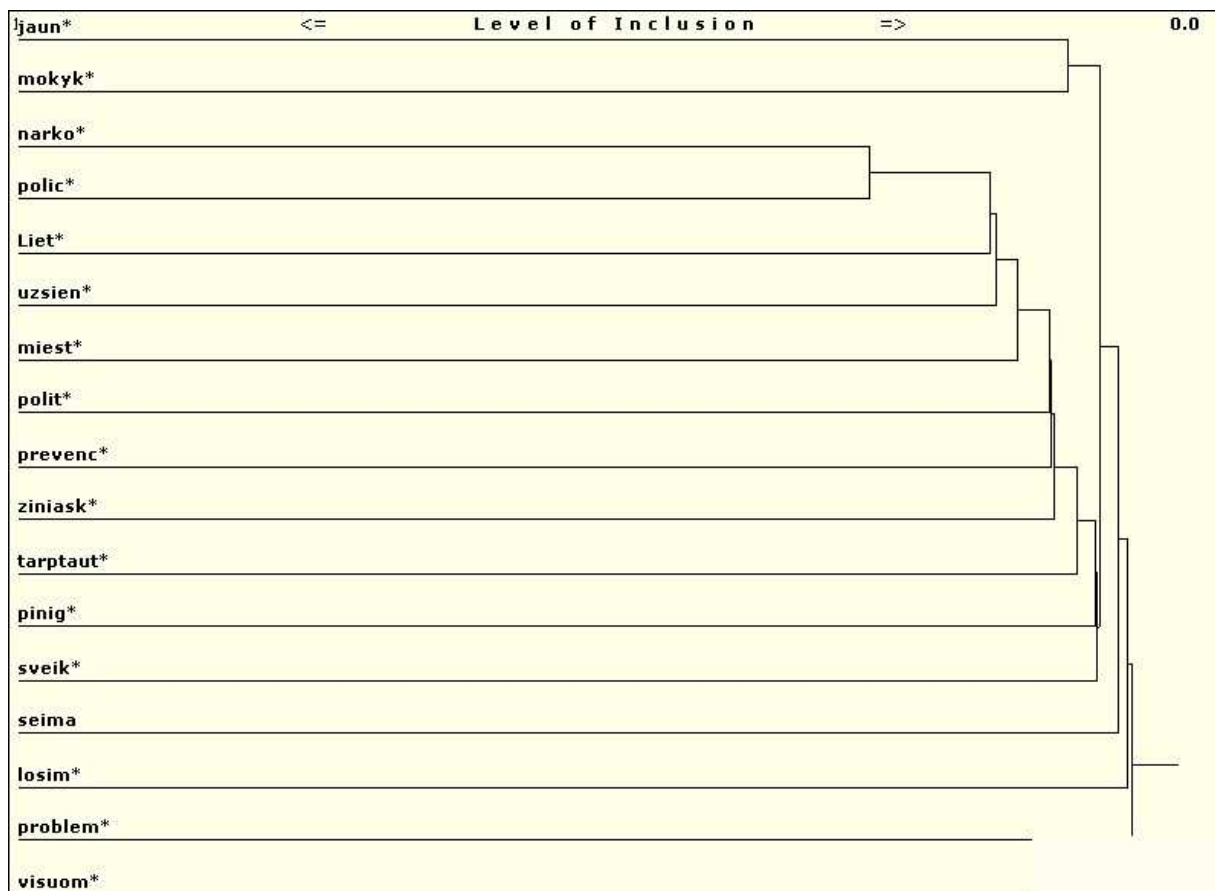 1 <= Level of Inclusion => 0.0
jaun*
mokyk*
narko*
polic*
Liet*
uzsien*
miest*
polit*
prevenc*
ziniask*
tarptaut*
pinig*
sveik*
seima
losim*
problem*
visuom*